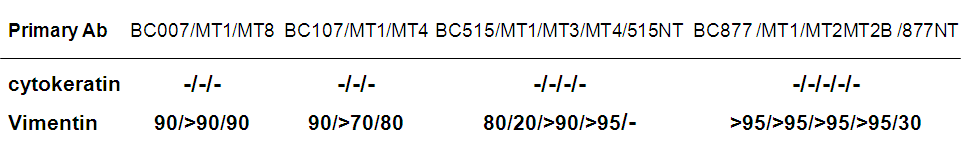 Primary Ab BC007/MT1/MT8 BC107/MT1/MT4 BC515/MT1/MT3/MT4/515NT BC877 /MT1/MT2MT2B /877NT
cytokeratin -/-/- -/-/- -/-/-/- -/-/-/-/-
Vimentin 90/>90/90 90/>70/80 80/20/>90/>95/- >95/>95/>95/>95/30